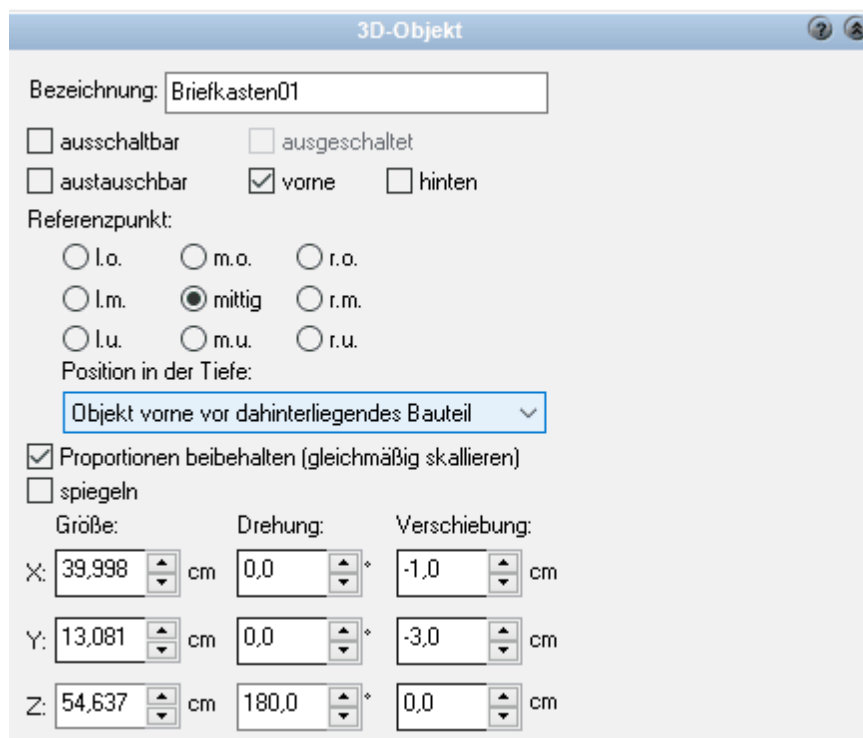 3D-Objekt
Bezeichnung: Briefkasten01
ausschaltbar ausgeschaltet
austauschbar vorne hinten
Referenzpunkt:
l.o. m.o. r.o.
l.m. mittig r.m.
l.u. m.u. r.u.
Position in der Tiefe:
Objekt vorne vor dahinterliegendes Bauteil
Proportionen beibehalten (gleichmäßig skallieren)
spiegeln
Größe: Drehung: Verschiebung:
X: 39,998 cm 0,0 ° -1,0 cm
Y: 13,081 cm 0,0 ° -3,0 cm
Z: 54,637 cm 180,0 ° 0,0 cm